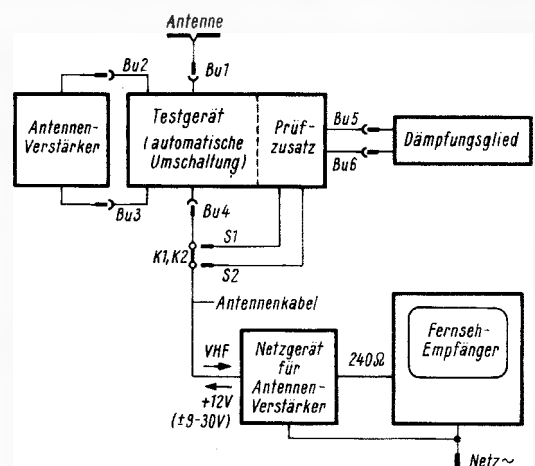 Antenne
Bu2
Bu1
Antennen-
Verstärker
Testgerät
(automatische
Umschaltung)
Prüf-
zusatz
Bu5
Bu6
Dämpfungsglied
Bu3
Bu4
S1
K1,K2
S2
Antennenkabel
VHF
+12V
(±9-30V)
Netzgerät
für
Antennen-
Verstärker
240Ω
Fernseh-
Empfänger
Netz~